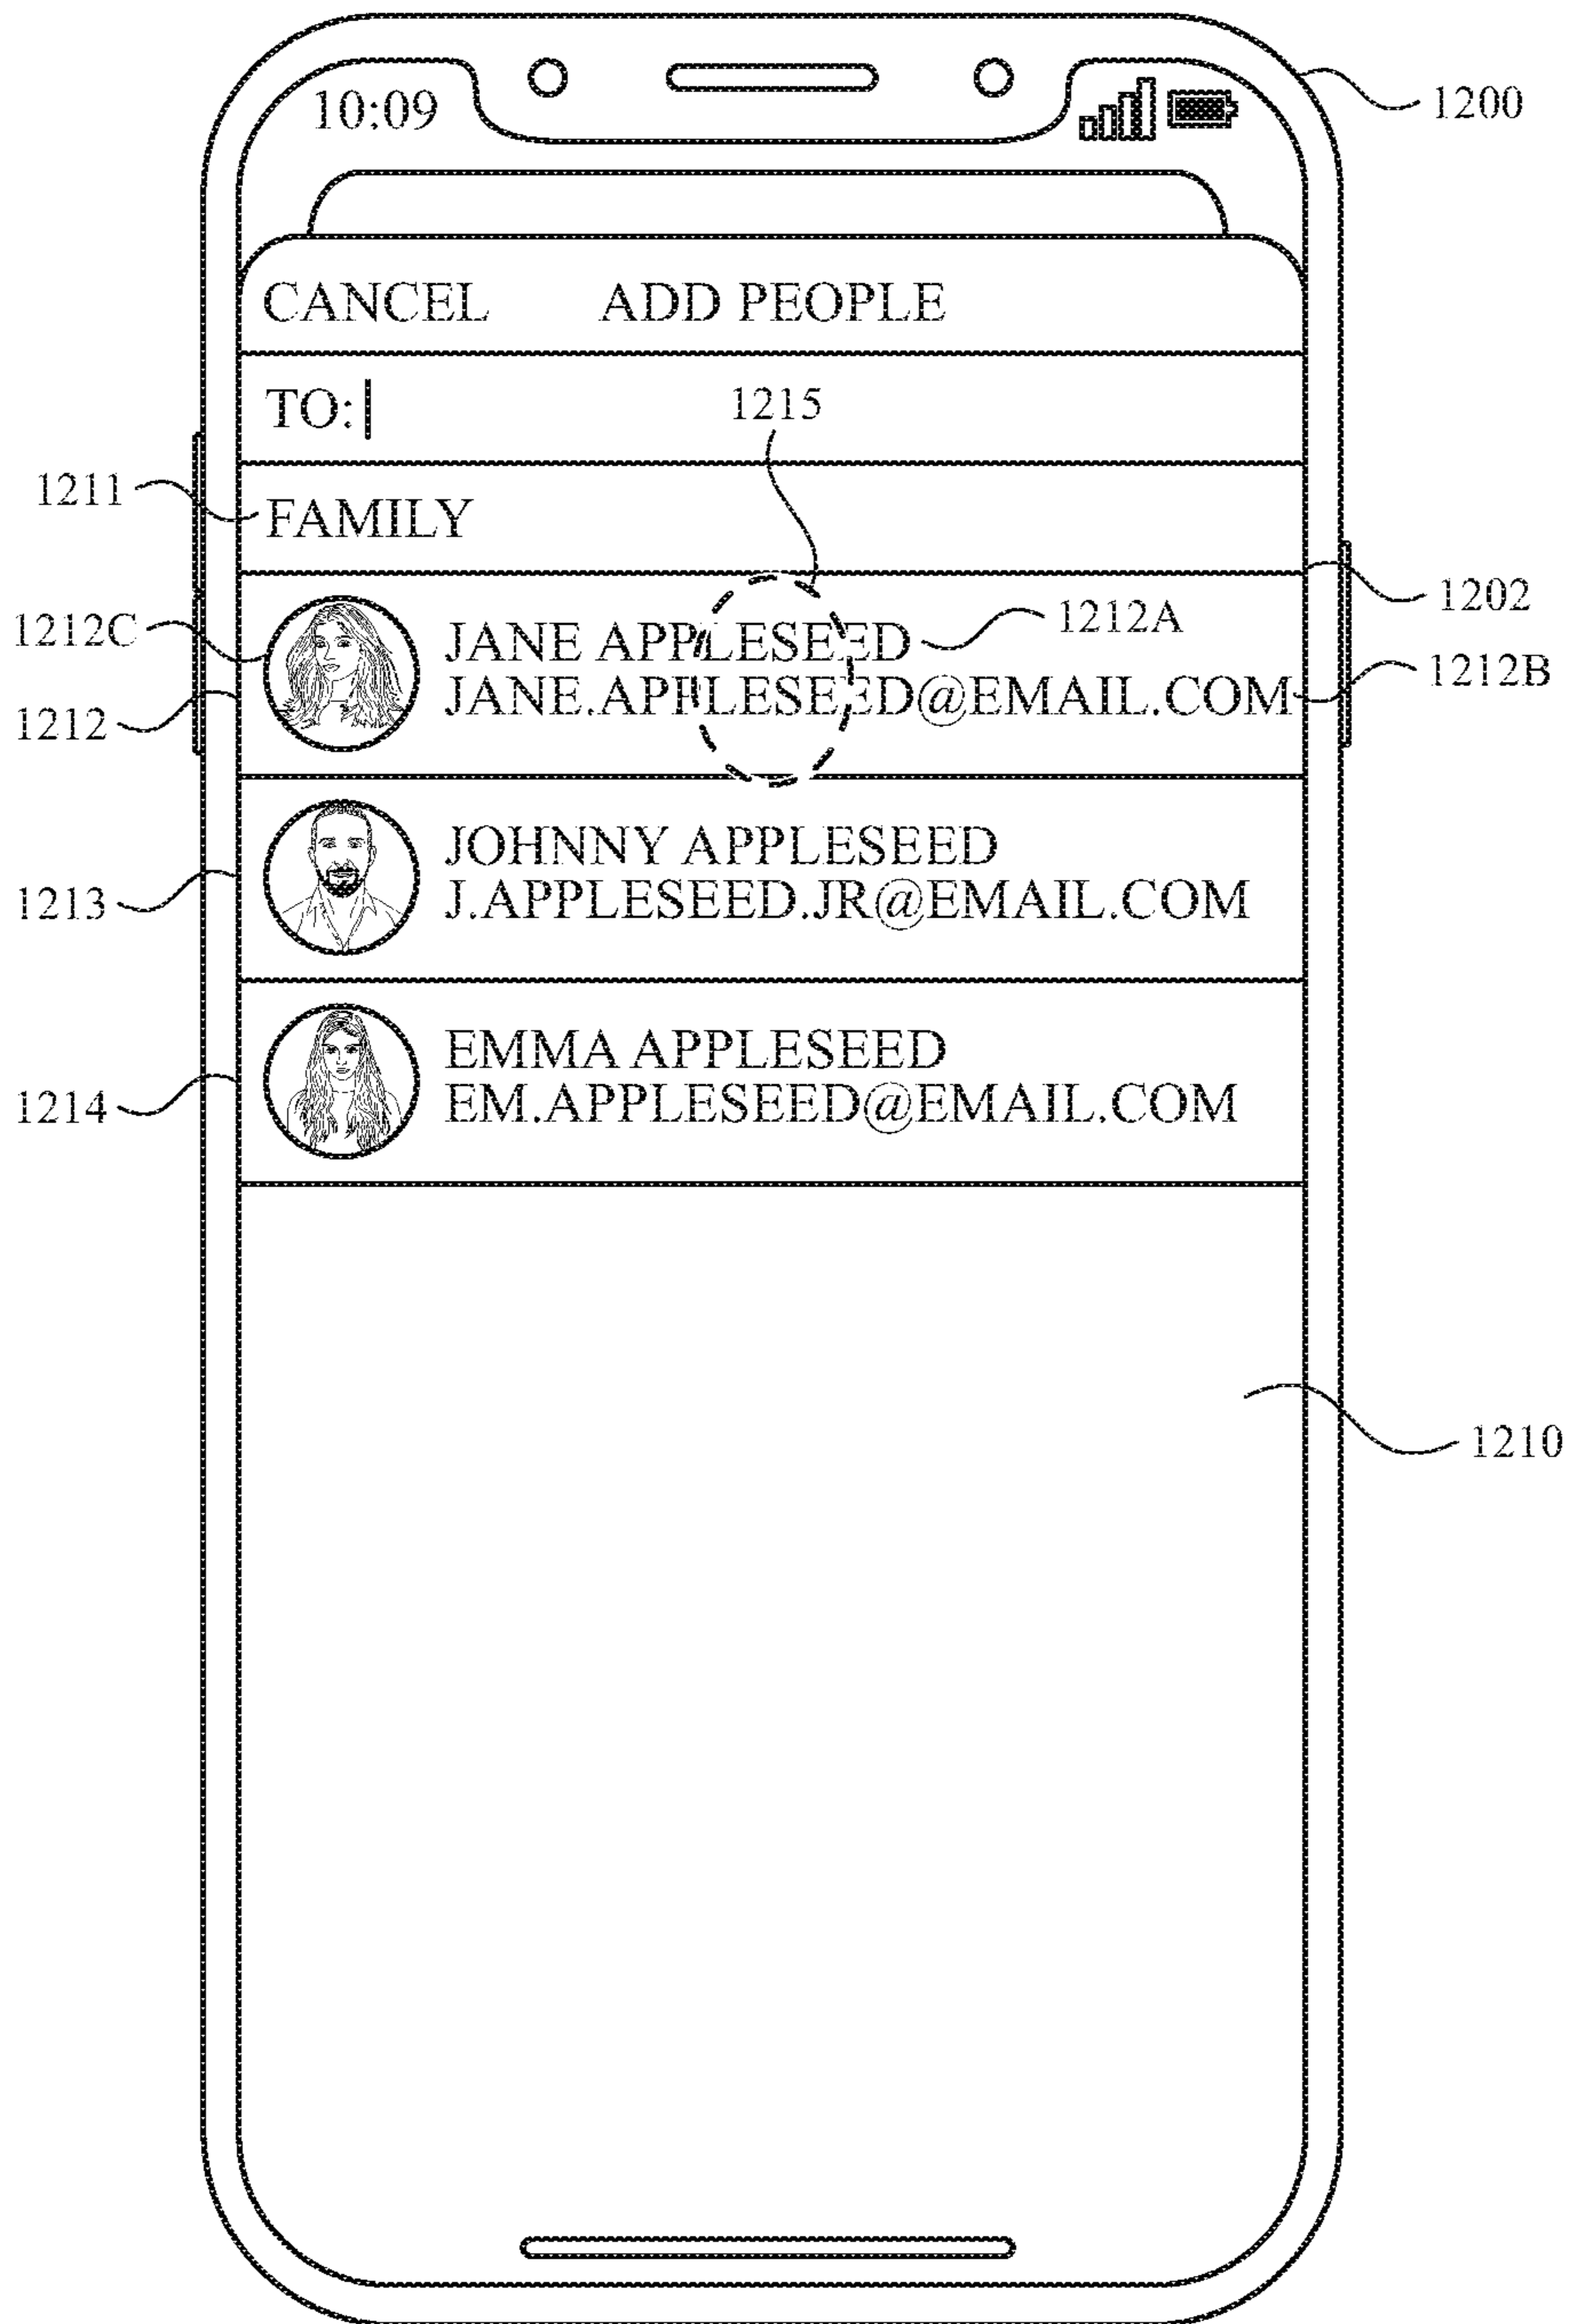 10:09
1200
CANCEL ADD PEOPLE
TO:
1215
1211
FAMILY
1202
1212C
JANE APPLESEED
1212A
JANE.APPLESEED@EMAIL.COM
1212B
1212
JOHNNY APPLESEED
J.APPLESEED.JR@EMAIL.COM
1213
EMMA APPLESEED
EM.APPLESEED@EMAIL.COM
1214
1210